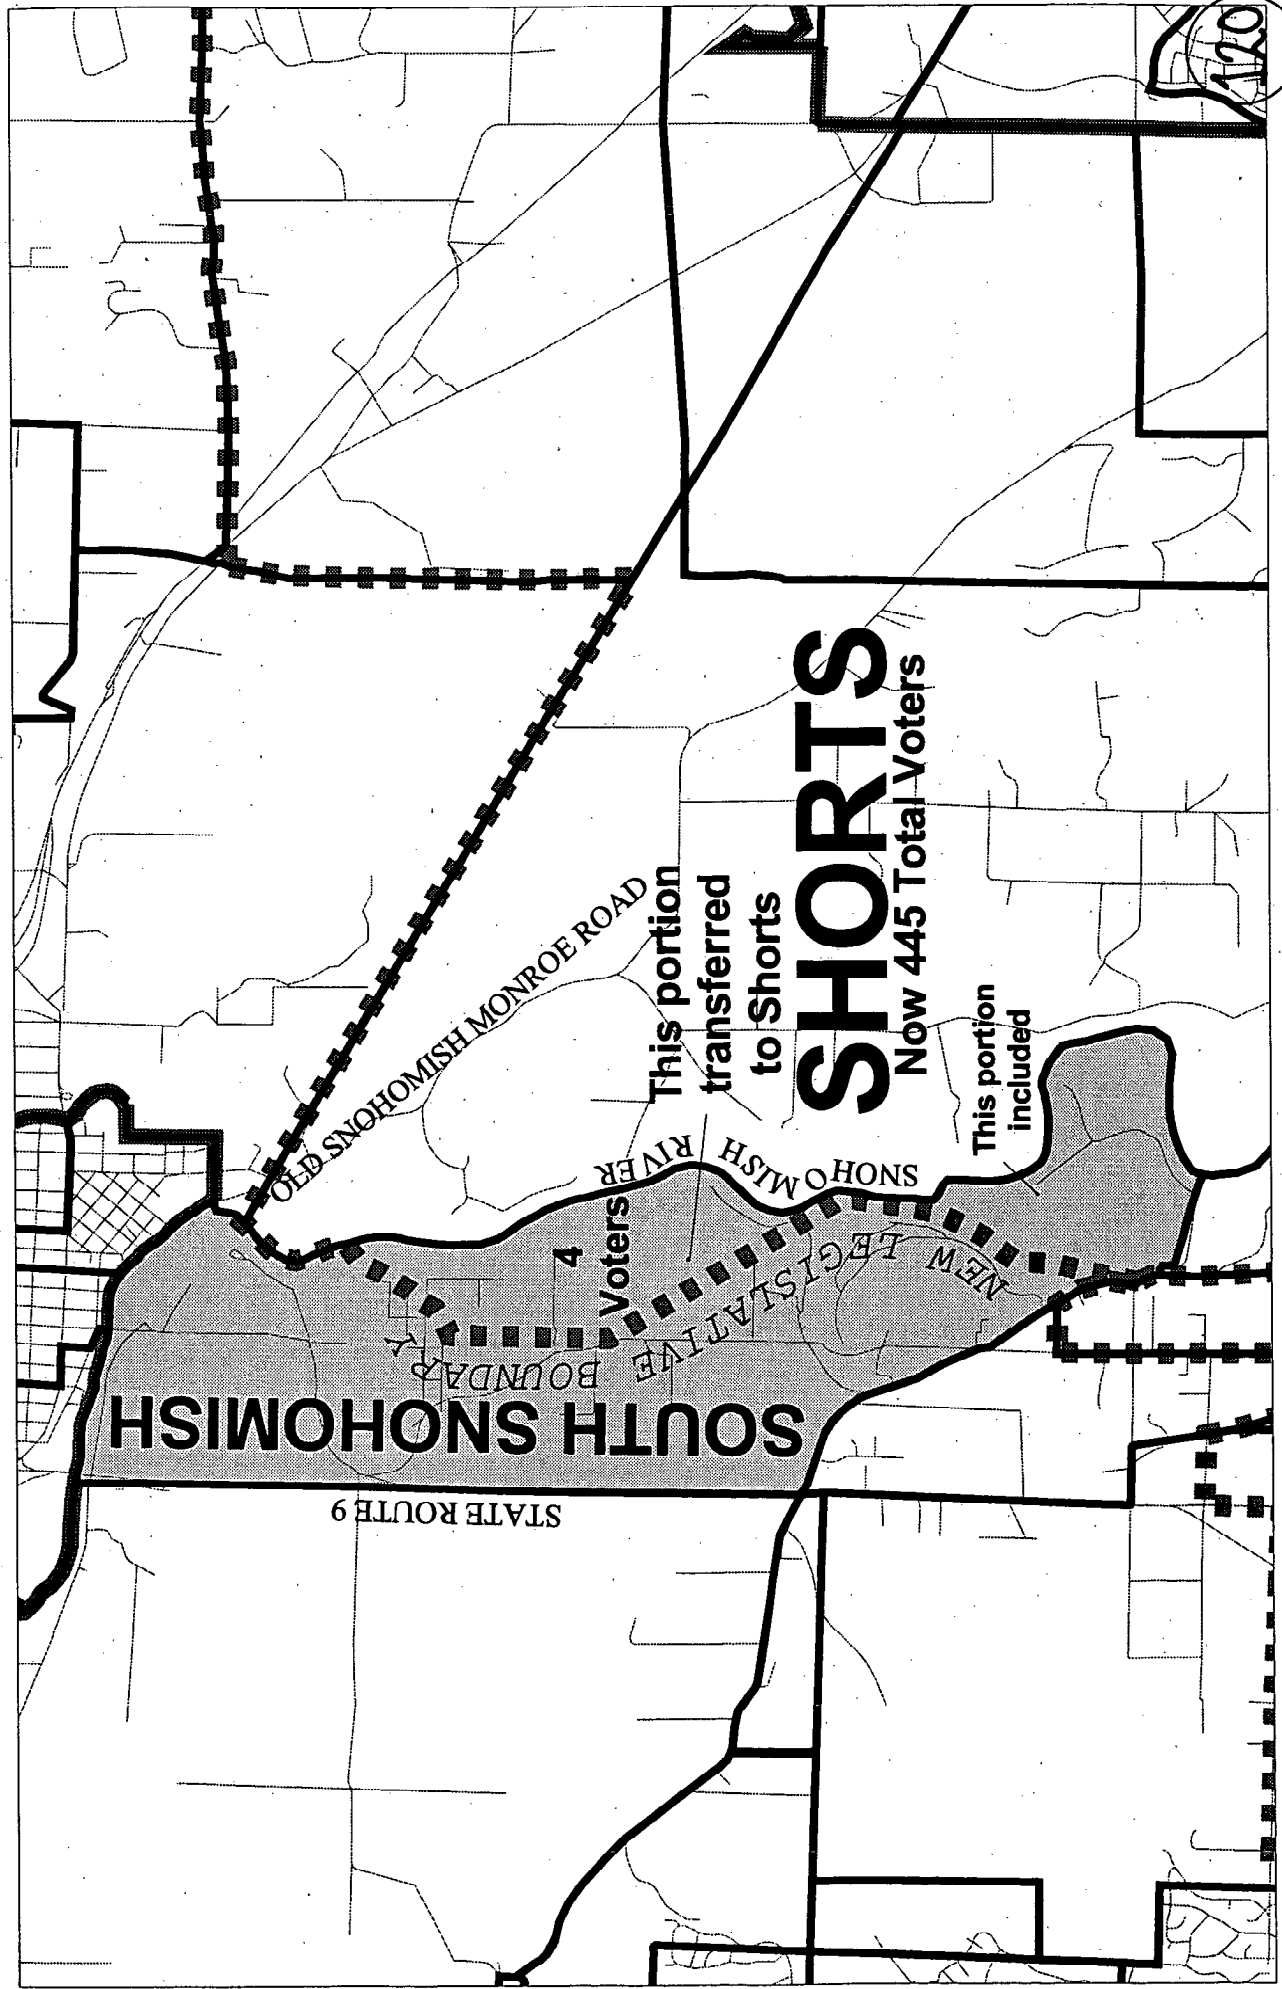 120
SOUTH SNOHOMISH
STATE ROUTE 9
NEW LEGISLATIVE BOUNDARY
4
Voters
SNOHOMISH RIVER
OLD SNOHOMISH MONROE ROAD
This portion
transferred
to Shorts
SHORTS
Now 445 Total Voters
This portion
included